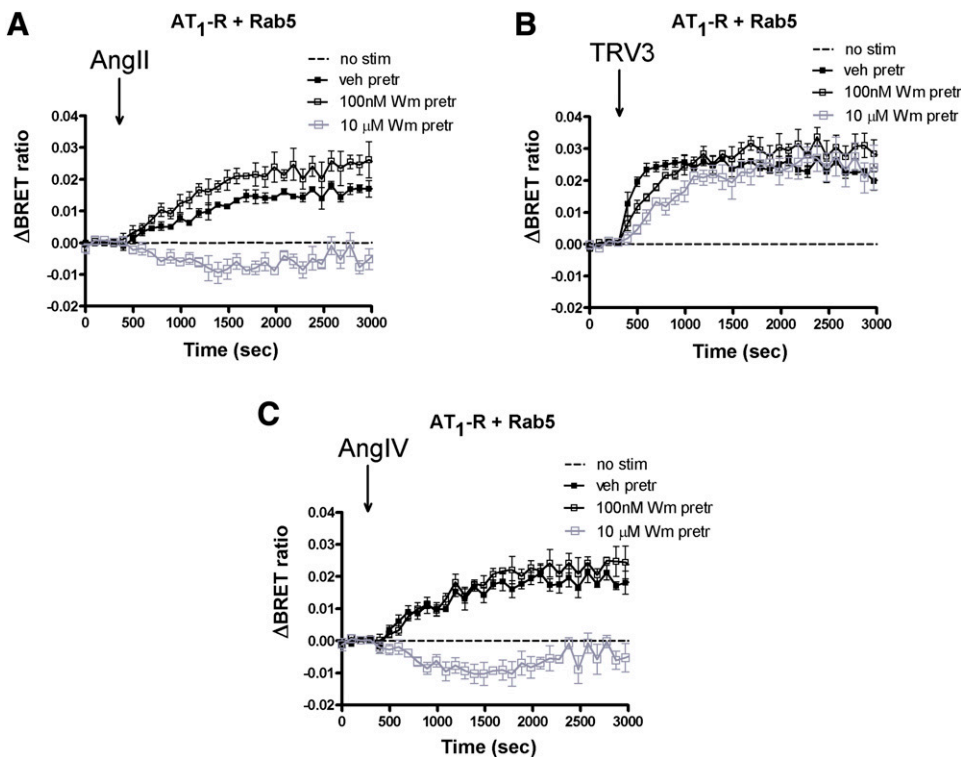 A
AT1-R + Rab5
AngII
no stim
veh pretr
100nM Wm pretr
10 μM Wm pretr
ΔBRET ratio
0.04
0.03
0.02
0.01
0.00
-0.01
-0.02
0 500 1000 1500 2000 2500 3000
Time (sec)
B
AT1-R + Rab5
TRV3
no stim
veh pretr
100nM Wm pretr
10 μM Wm pretr
ΔBRET ratio
0.04
0.03
0.02
0.01
0.00
-0.01
-0.02
0 500 1000 1500 2000 2500 3000
Time (sec)
C
AT1-R + Rab5
AngIV
no stim
veh pretr
100nM Wm pretr
10 μM Wm pretr
ΔBRET ratio
0.04
0.03
0.02
0.01
0.00
-0.01
-0.02
0 500 1000 1500 2000 2500 3000
Time (sec)